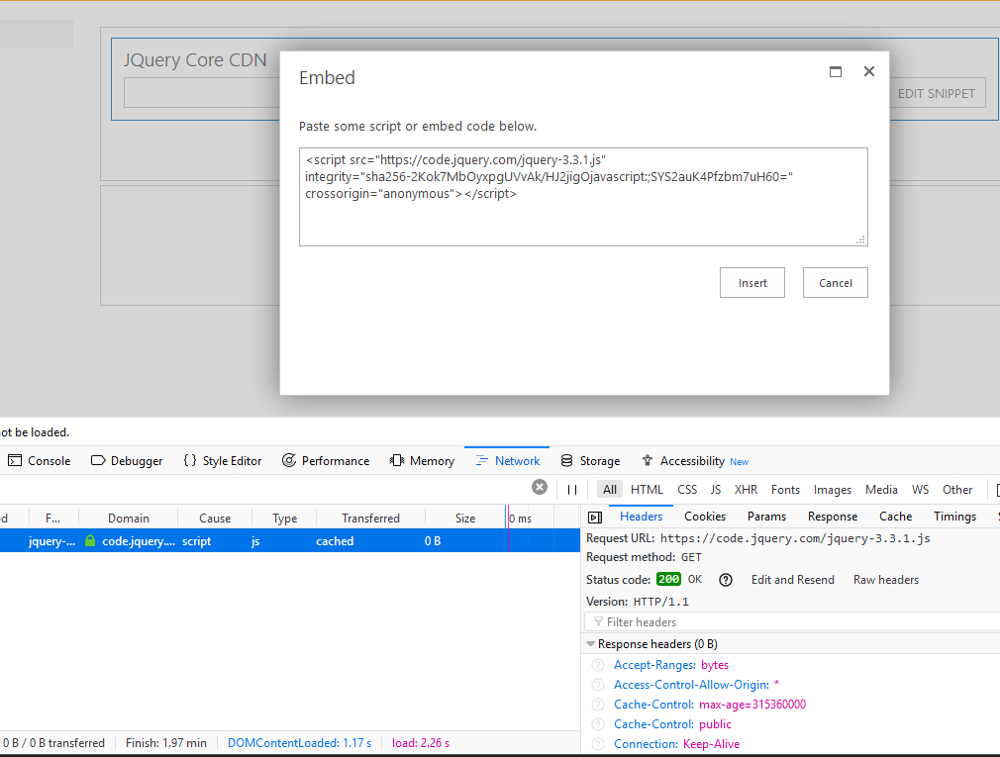 JQuery Core CDN
EDIT SNIPPET
Embed
Paste some script or embed code below.
<script src="https://code.jquery.com/jquery-3.3.1.js"
integrity="sha256-2Kok7MbOyxpgUVvAk/HJ2jigOjavascript:;SYS2auK4Pfzbm7uH60="
crossorigin="anonymous"></script>
Insert Cancel
ot be loaded.
Console Debugger {} Style Editor Performance Memory Network Storage Accessibility New
All HTML CSS JS XHR Fonts Images Media WS Other
d F... Domain Cause Type Transferred Size 0 ms
jquery-... code.jquery.... script js cached 0 B
Headers Cookies Params Response Cache Timings
Request URL: https://code.jquery.com/jquery-3.3.1.js
Request method: GET
Status code: 200 OK ? Edit and Resend Raw headers
Version: HTTP/1.1
Filter headers
Response headers (0 B)
? Accept-Ranges: bytes
? Access-Control-Allow-Origin: *
? Cache-Control: max-age=315360000
? Cache-Control: public
? Connection: Keep-Alive
0 B / 0 B transferred Finish: 1.97 min DOMContentLoaded: 1.17 s load: 2.26 s